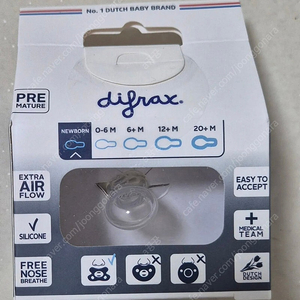 No. 1 DUTCH BABY BRAND
difrax®
PRE
MATURE
NEWBORN
0-6 M
6+ M
12+ M
20+ M
EXTRA
AIR
FLOW
EASY TO
ACCEPT
SILICONE
+
MEDICAL
TEAM
FREE
NOSE
BREATHE
DUTCH
DESIGN